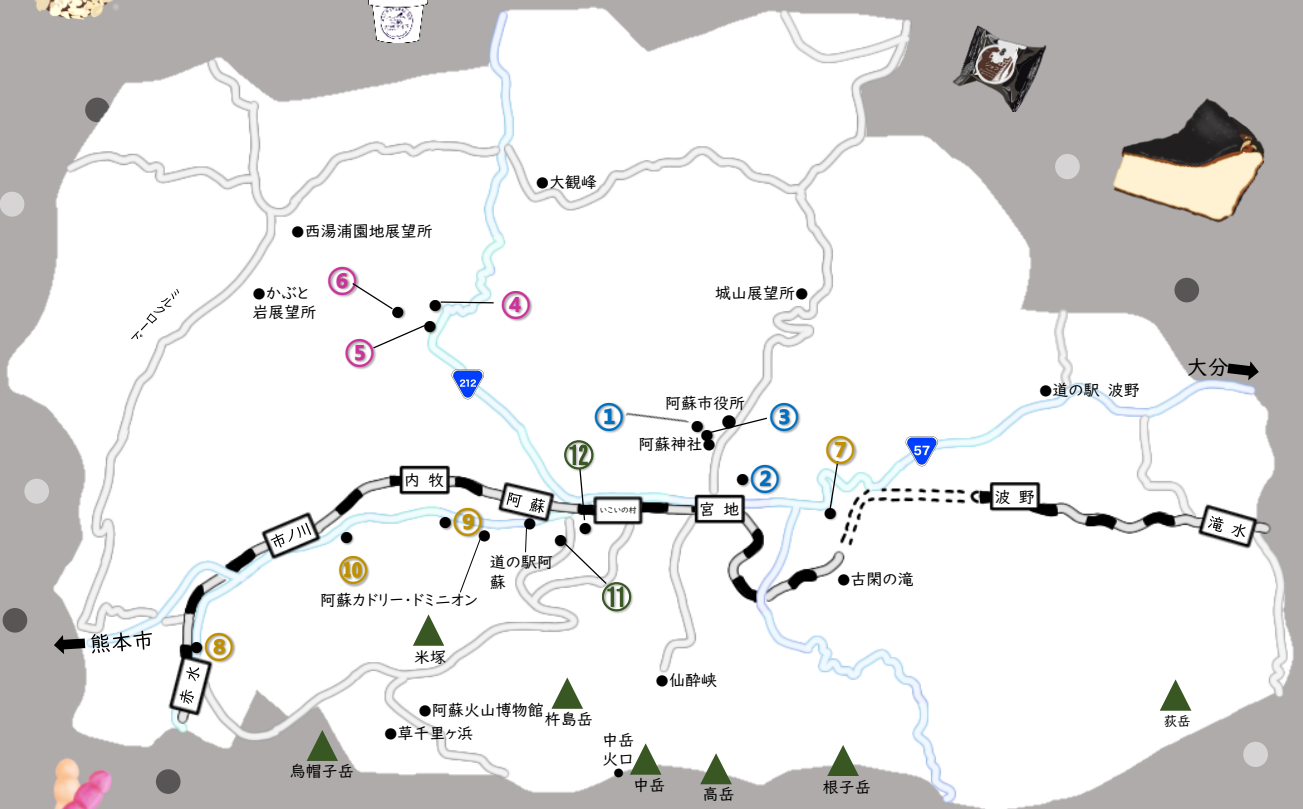 大観峰
西湯浦園地展望所
⑥
かぶと
岩展望所
④
城山展望所
ミルクロード
⑤
大分
212
道の駅 波野
阿蘇市役所
①
③
阿蘇神社
⑫
⑦
57
内牧
②
阿蘇
いこいの村
宮地
波野
⑨
市ノ川
滝水
道の駅阿
蘇
⑩
古閑の滝
阿蘇カドリー・ドミニオン
⑪
熊本市
⑧
米塚
赤水
仙酔峡
阿蘇火山博物館
杵島岳
荻岳
草千里ヶ浜
中岳
火口
烏帽子岳
中岳
高岳
根子岳